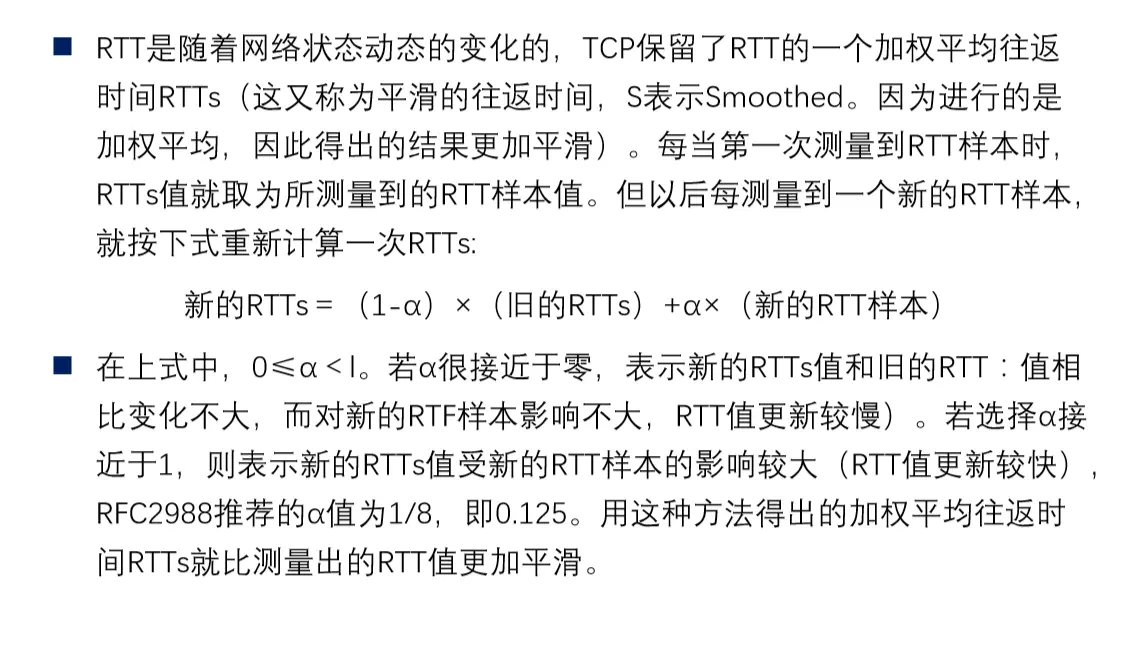 RTT是随着网络状态动态的变化的，TCP保留了RTT的一个加权平均往返
时间RTTs（这又称为平滑的往返时间，S表示Smoothed。因为进行的是
加权平均，因此得出的结果更加平滑）。每当第一次测量到RTT样本时，
RTTs值就取为所测量到的RTT样本值。但以后每测量到一个新的RTT样本，
就按下式重新计算一次RTTs:
新的RTTs =（1-α）×（旧的RTTs）+α×（新的RTT样本）
在上式中，0≤α < l。若α很接近于零，表示新的RTTs值和旧的RTT：值相
比变化不大，而对新的RTF样本影响不大，RTT值更新较慢）。若选择α接
近于1，则表示新的RTTs值受新的RTT样本的影响较大（RTT值更新较快），
RFC2988推荐的α值为1/8，即0.125。用这种方法得出的加权平均往返时
间RTTs就比测量出的RTT值更加平滑。